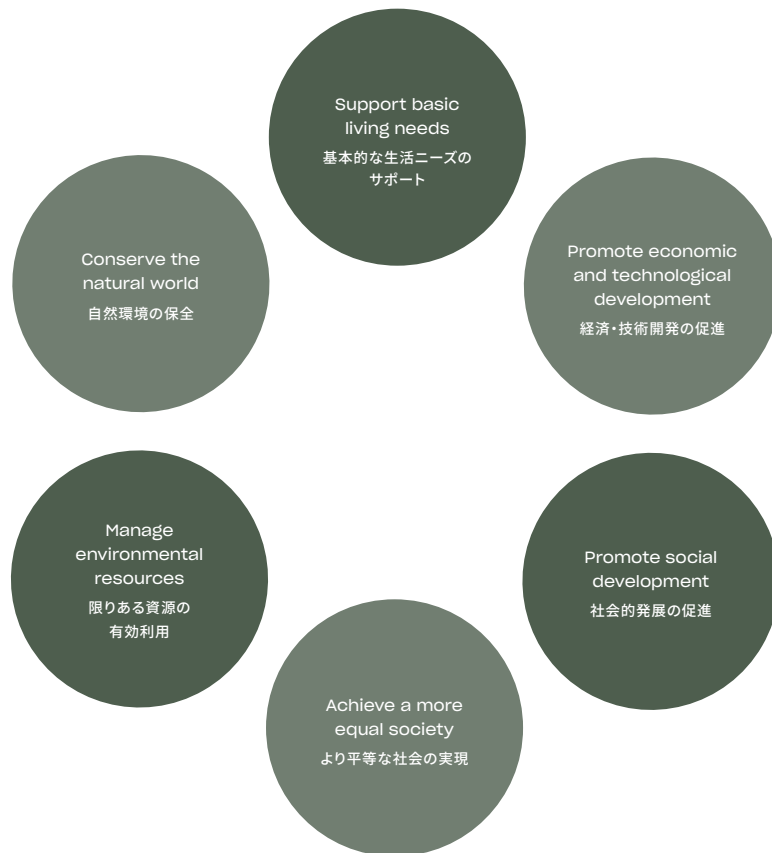 Support basic
living needs
基本的な生活ニーズの
サポート
Conserve the
natural world
自然環境の保全
Promote economic
and technological
development
経済・技術開発の促進
Manage
environmental
resources
限りある資源の
有効利用
Promote social
development
社会的発展の促進
Achieve a more
equal society
より平等な社会の実現